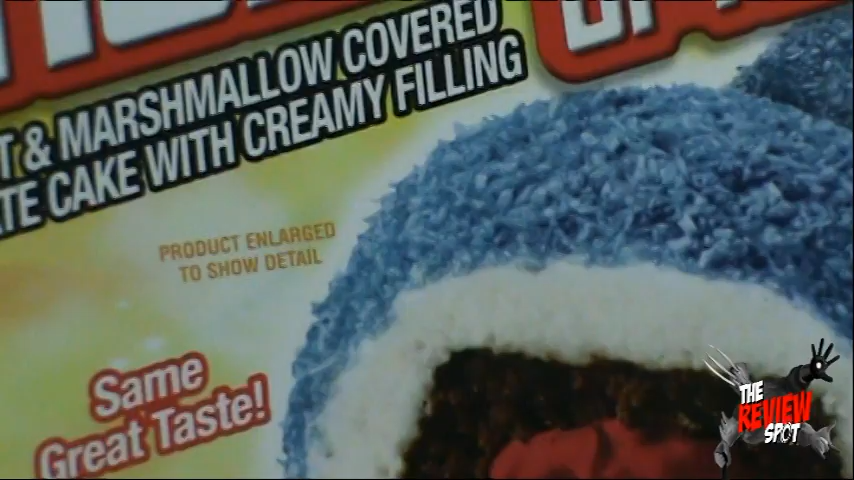 & MARSHMALLOW COVERED
CAKE WITH CREAMY FILLING
PRODUCT ENLARGED
TO SHOW DETAIL
Same
Great Taste!
THE
REVIEW
SPOT